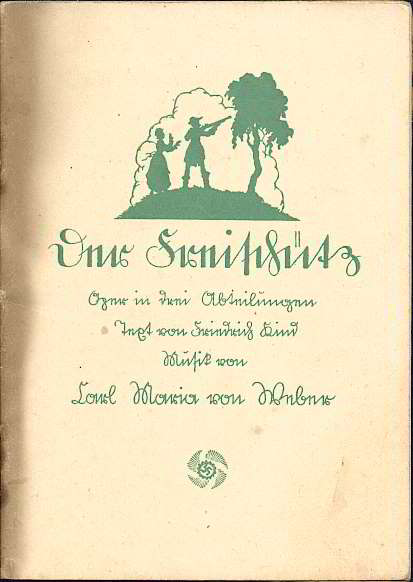 Der Freischütz
Oper in drei Abteilungen
Text von Friedrich Kind
Musik von
Carl Maria von Weber